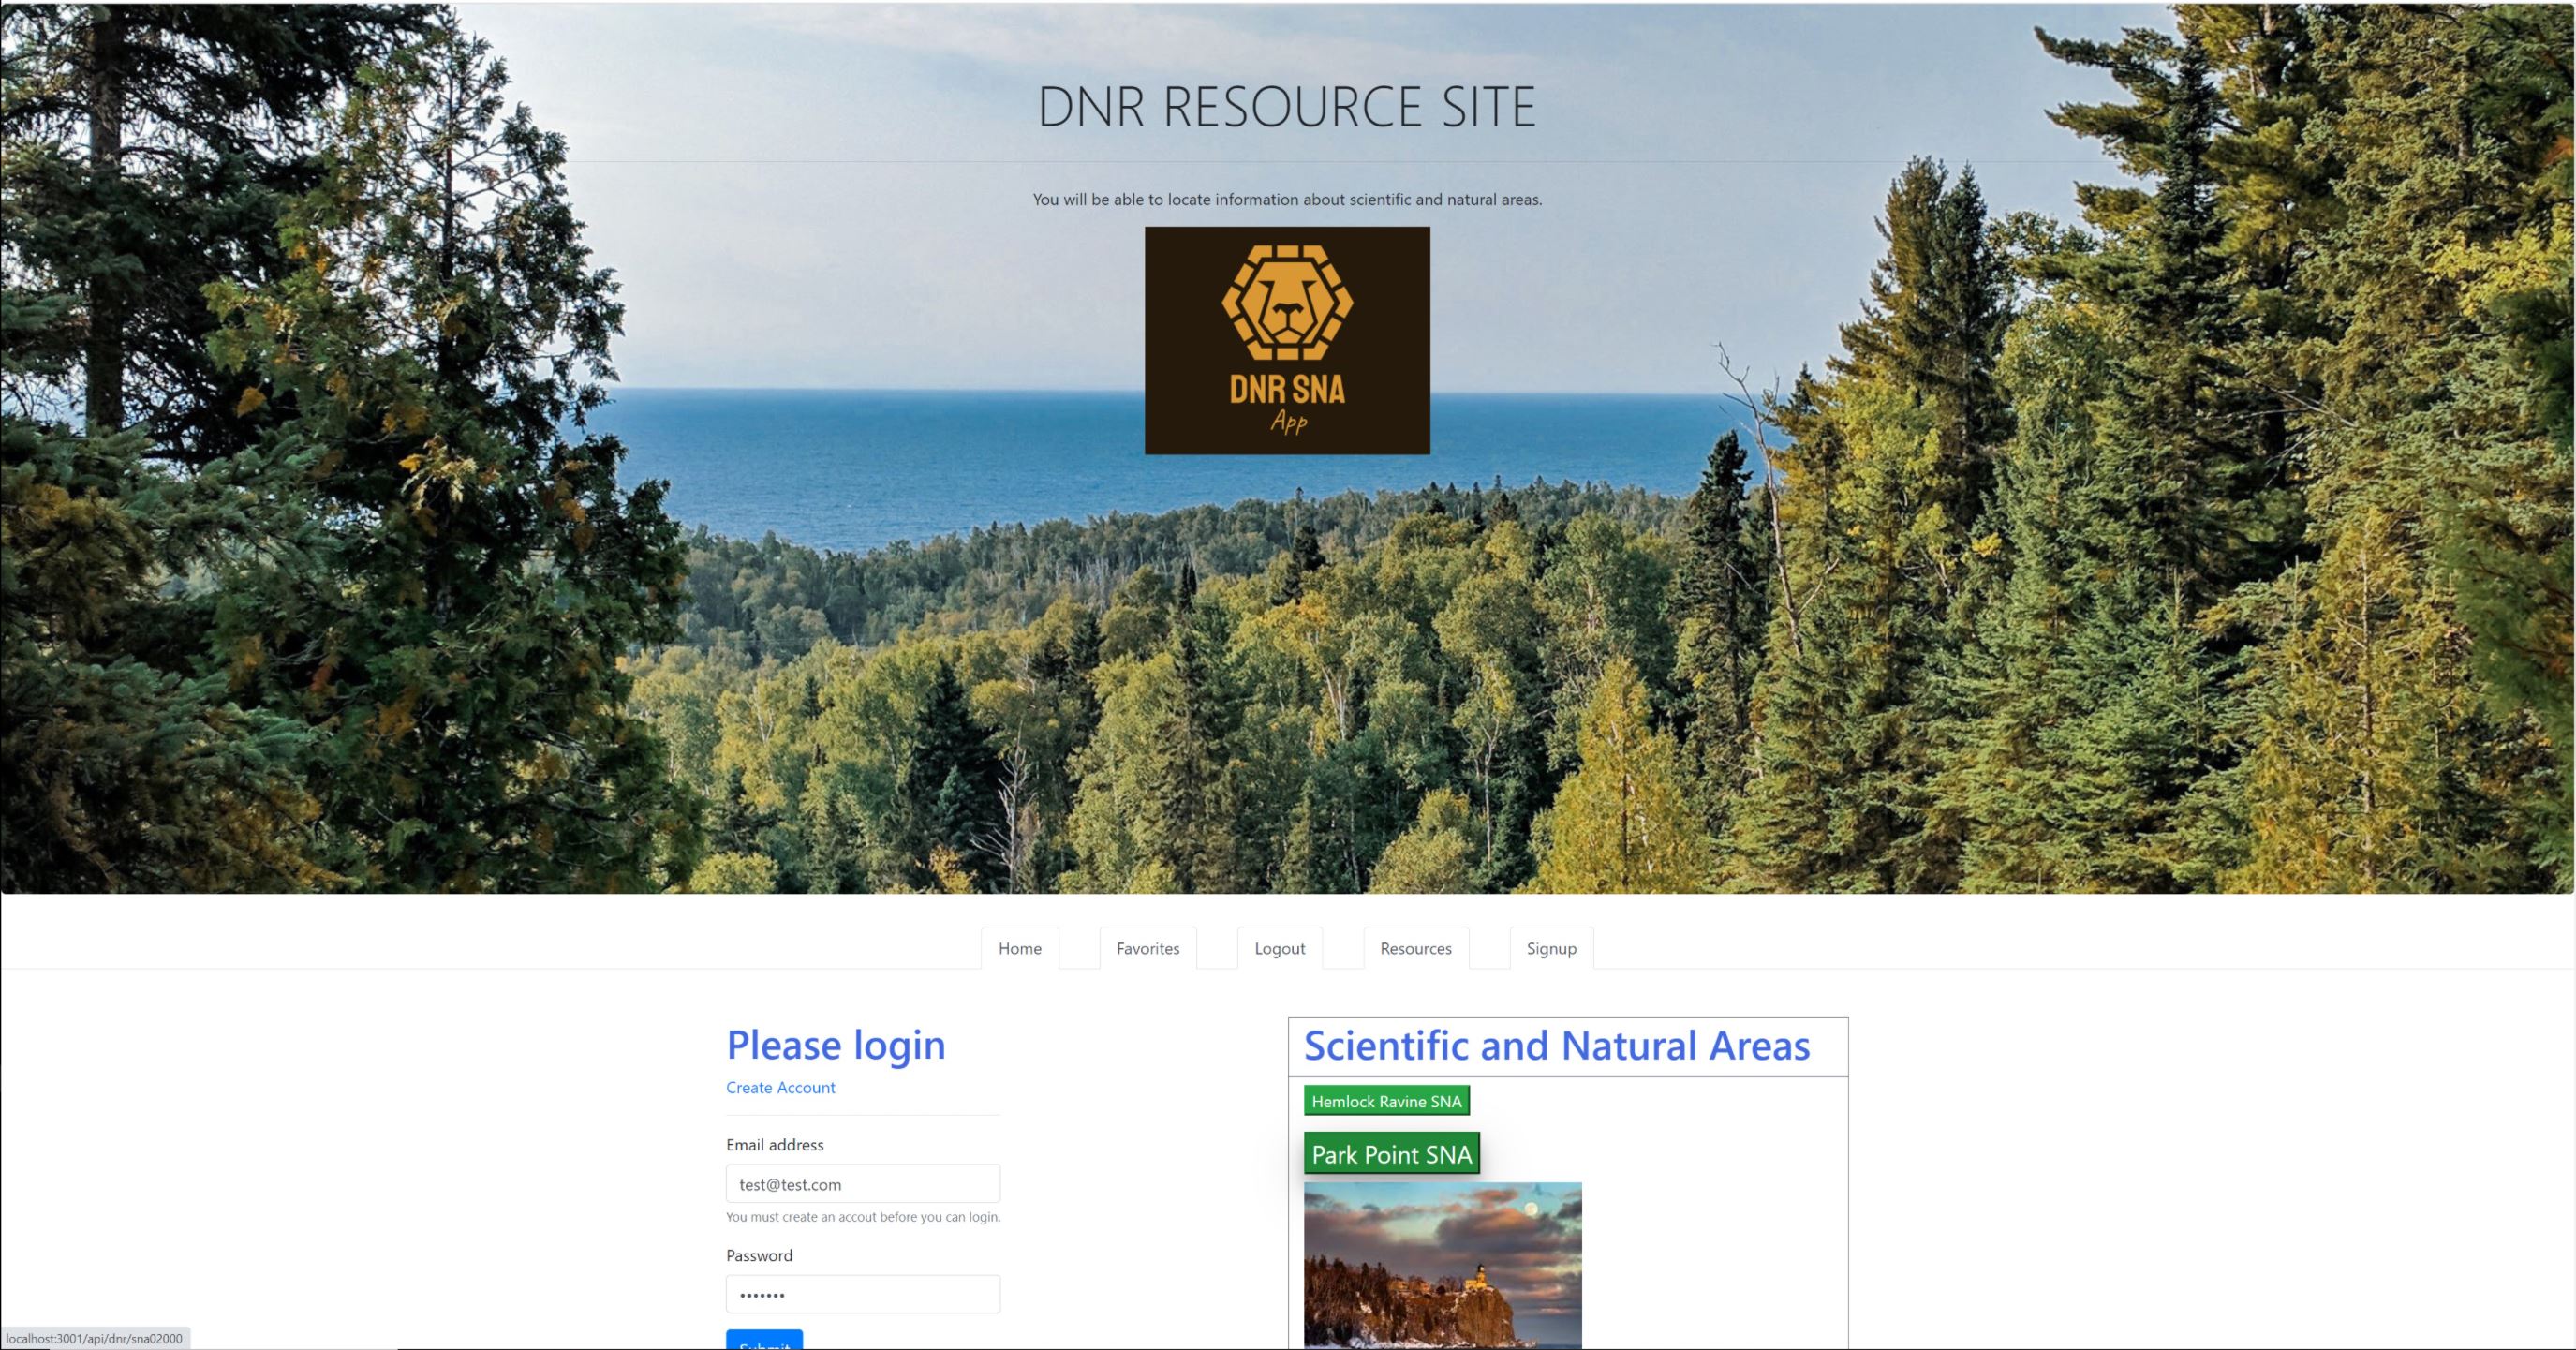 DNR RESOURCE SITE
You will be able to locate information about scientific and natural areas.
DNR SNA
App
Home
Favorites
Logout
Resources
Signup
Please login
Create Account
Email address
test@test.com
You must create an accout before you can login.
Password
•••••••
Submit
Scientific and Natural Areas
Hemlock Ravine SNA
Park Point SNA
localhost:3001/api/dnr/sna02000